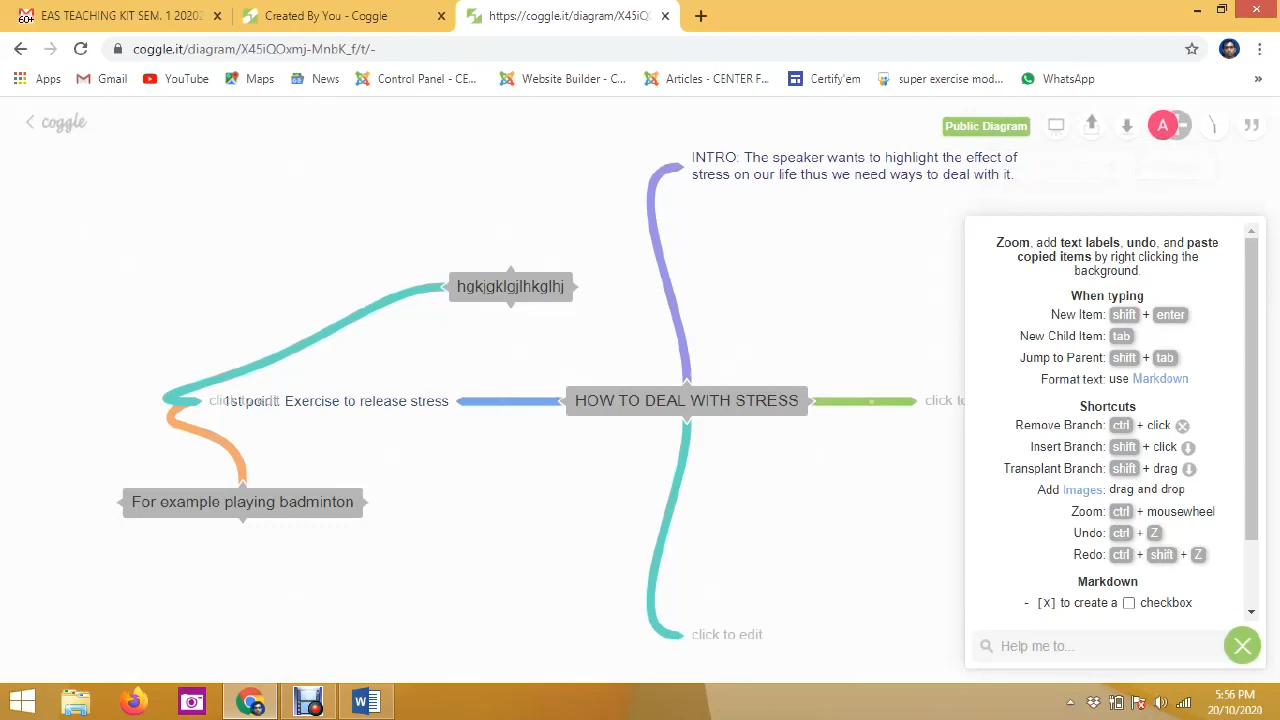 EAS TEACHING KIT SEM. 1 20202
Created By You - Coggle
https://coggle.it/diagram/X45iQO
coggle.it/diagram/X45iQOxmj-MnbK_f/t/-
Apps
Gmail
YouTube
Maps
News
Control Panel - CE...
Website Builder - C...
Articles - CENTER F...
Certify'em
super exercise mod...
WhatsApp
»
coggle
Public Diagram
A
INTRO: The speaker wants to highlight the effect of
stress on our life thus we need ways to deal with it.
hgkjgklgjlhkglhj
Exercise to release stress
HOW TO DEAL WITH STRESS
click to
For example playing badminton
click to edit
Zoom, add text labels, undo, and paste
copied items by right clicking the
background.
When typing
New Item: shift + enter
New Child Item: tab
Jump to Parent: shift + tab
Format text: use Markdown
Shortcuts
Remove Branch: ctrl + click
Insert Branch: shift + click
Transplant Branch: shift + drag
Add Images: drag and drop
Zoom: ctrl + mousewheel
Undo: ctrl + Z
Redo: ctrl + shift + Z
Markdown
- [X] to create a checkbox
Help me to...
5:56 PM
20/10/2020